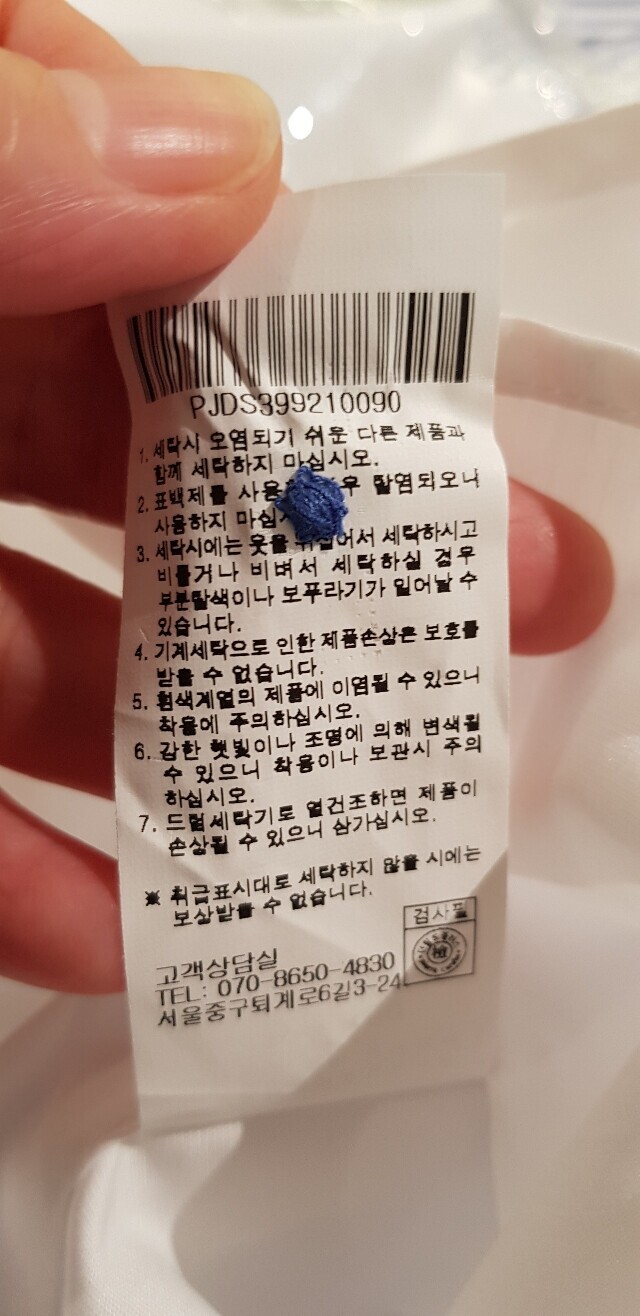 PJDS399210090
1. 세탁시 오염되기 쉬운 다른 제품과
함께 세탁하지 마십시오.
2. 표백제를 사용 우 탈염되오니
사용하지 마십
3. 세탁시에는 옷을 뒤집어서 세탁하시고
비틀거나 비벼서 세탁하실 경우
부분탈색이나 보푸라기가 일어날 수
있습니다.
4. 기계세탁으로 인한 제품손상은 보호를
받을 수 없습니다.
5. 흰색계열의 제품에 이염될 수 있으니
착용에 주의하십시오.
6. 강한 햇빛이나 조명에 의해 변색될
수 있으니 착용이나 보관시 주의
하십시오.
7. 드럼세탁기로 열건조하면 제품이
손상될 수 있으니 삼가십시오.
※ 취급표시대로 세탁하지 않을 시에는
보상받을 수 없습니다.
검사필
고객상담실
TEL: 070-8650-4830
서울중구퇴계로6길3-24